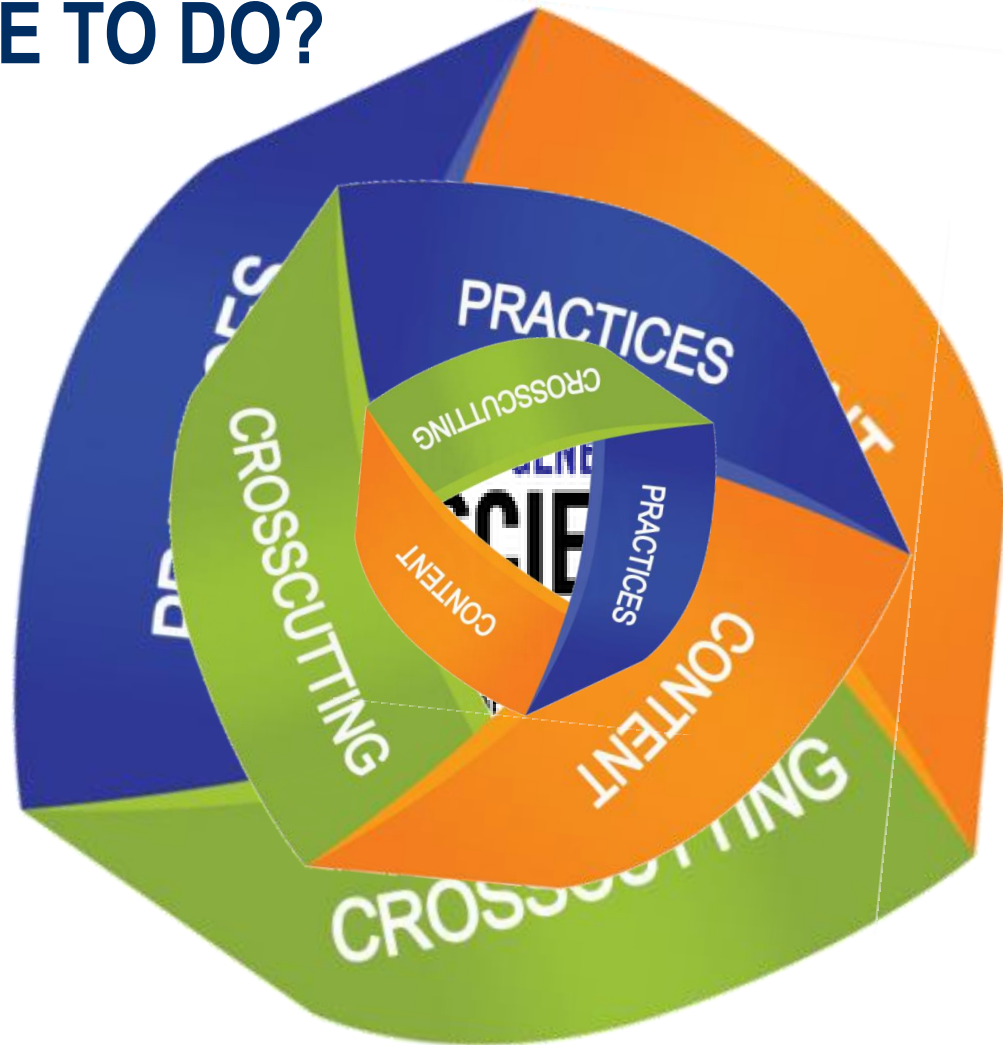 E TO DO?
PRACTICES
CROSSCUTTING
CROSSCUTTING
PRACTICES
CONTENT
CONTENT
CROSSCUTTING